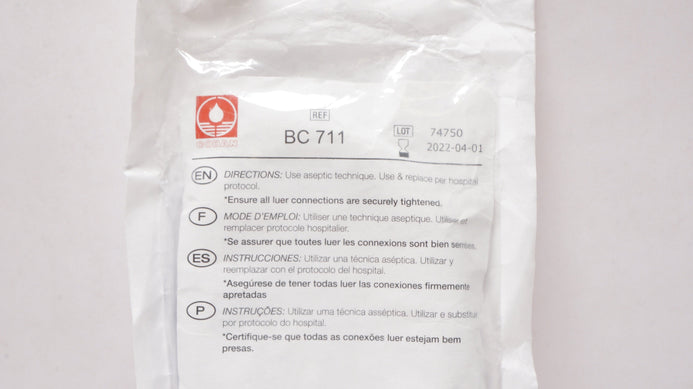 REF
BC 711
LOT 74750
2022-04-01
EN DIRECTIONS: Use aseptic technique. Use & replace per hospital
protocol.
*Ensure all luer connections are securely tightened.
F MODE D'EMPLOI: Utiliser une technique aseptique. Utiliser et
remplacer protocole hospitalier.
*Se assurer que toutes luer les connexions sont bien serrées.
ES INSTRUCCIONES: Utilizar una técnica aséptica. Utilizar y
reemplazar con el protocolo del hospital.
*Asegúrese de tener todas luer las conexiones firmemente
apretadas
P INSTRUÇÕES: Utilizar uma técnica asséptica. Utilizar e substitui
por protocolo do hospital.
*Certifique-se que todas as conexões luer estejam bem
presas.